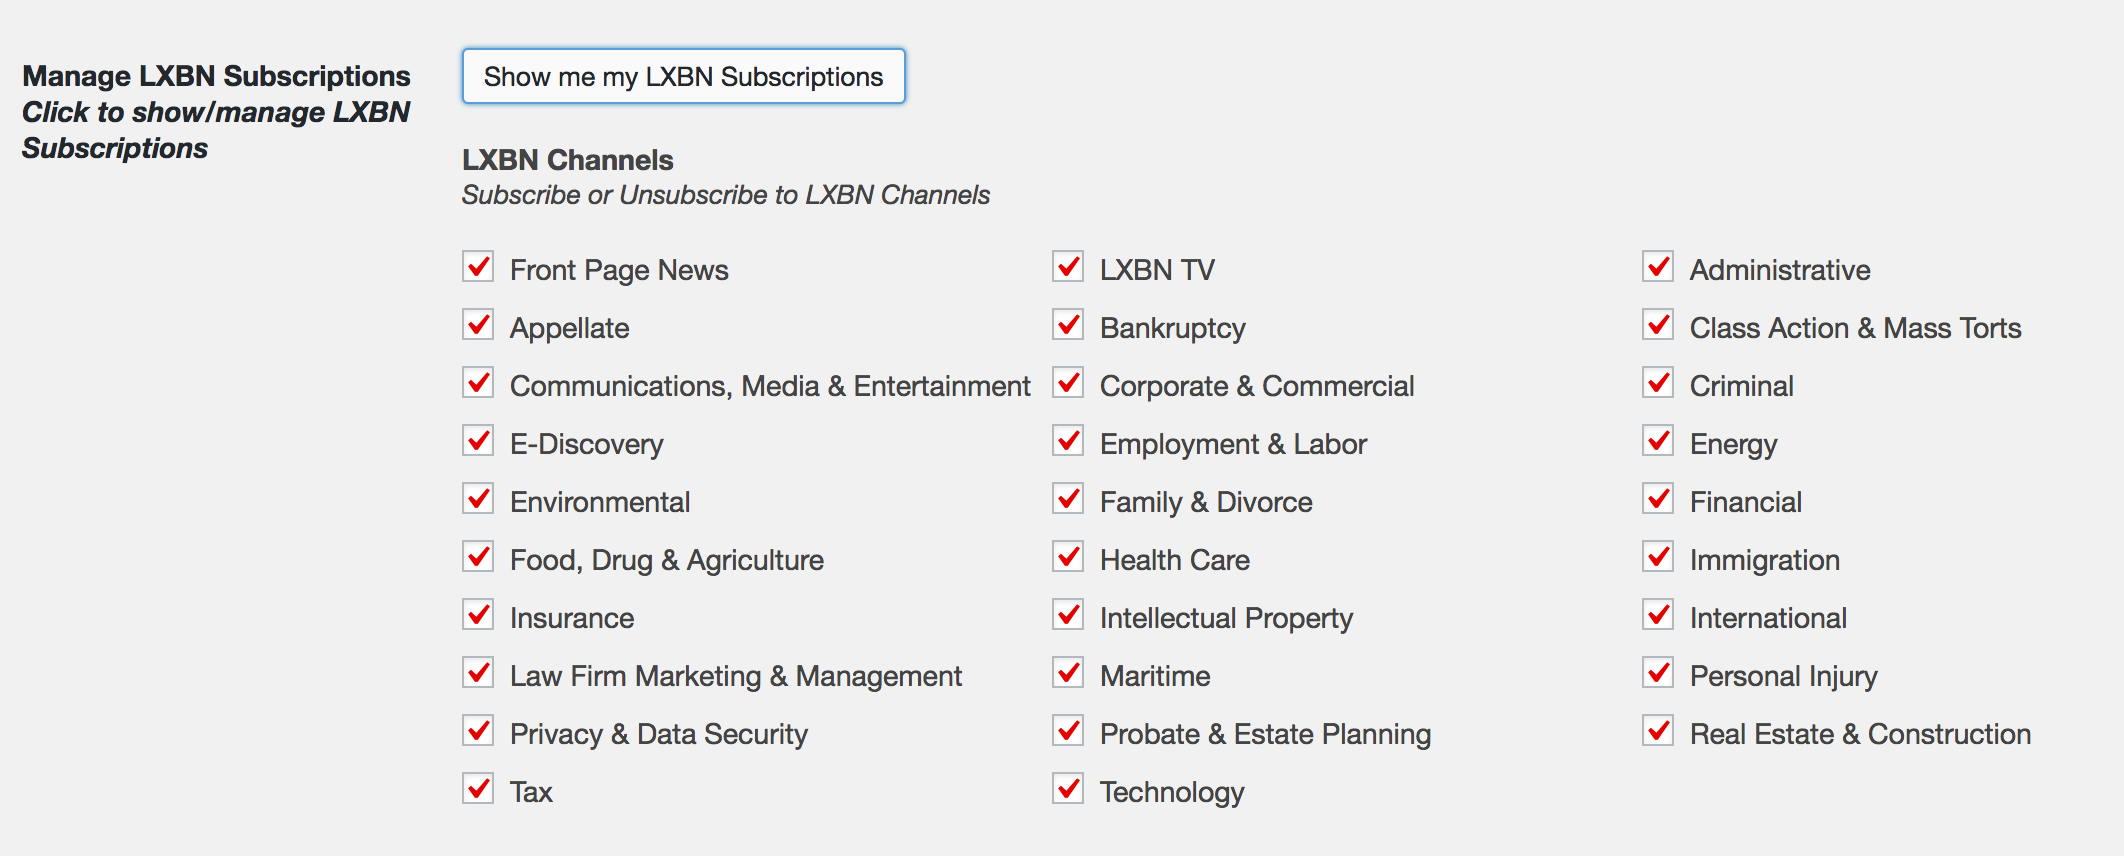 Manage LXBN Subscriptions
Click to show/manage LXBN
Subscriptions
Show me my LXBN Subscriptions
LXBN Channels
Subscribe or Unsubscribe to LXBN Channels
Front Page News
LXBN TV
Administrative
Appellate
Bankruptcy
Class Action & Mass Torts
Communications, Media & Entertainment
Corporate & Commercial
Criminal
E-Discovery
Employment & Labor
Energy
Environmental
Family & Divorce
Financial
Food, Drug & Agriculture
Health Care
Immigration
Insurance
Intellectual Property
International
Law Firm Marketing & Management
Maritime
Personal Injury
Privacy & Data Security
Probate & Estate Planning
Real Estate & Construction
Tax
Technology